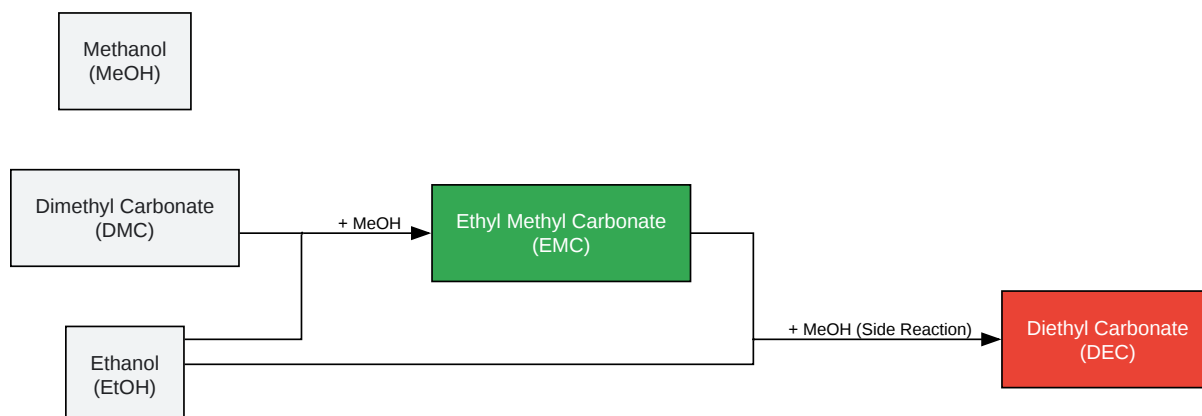 Methanol
(MeOH)
Dimethyl Carbonate
(DMC)
+ MeOH
Ethyl Methyl Carbonate
(EMC)
Ethanol
(EtOH)
+ MeOH (Side Reaction)
Diethyl Carbonate
(DEC)